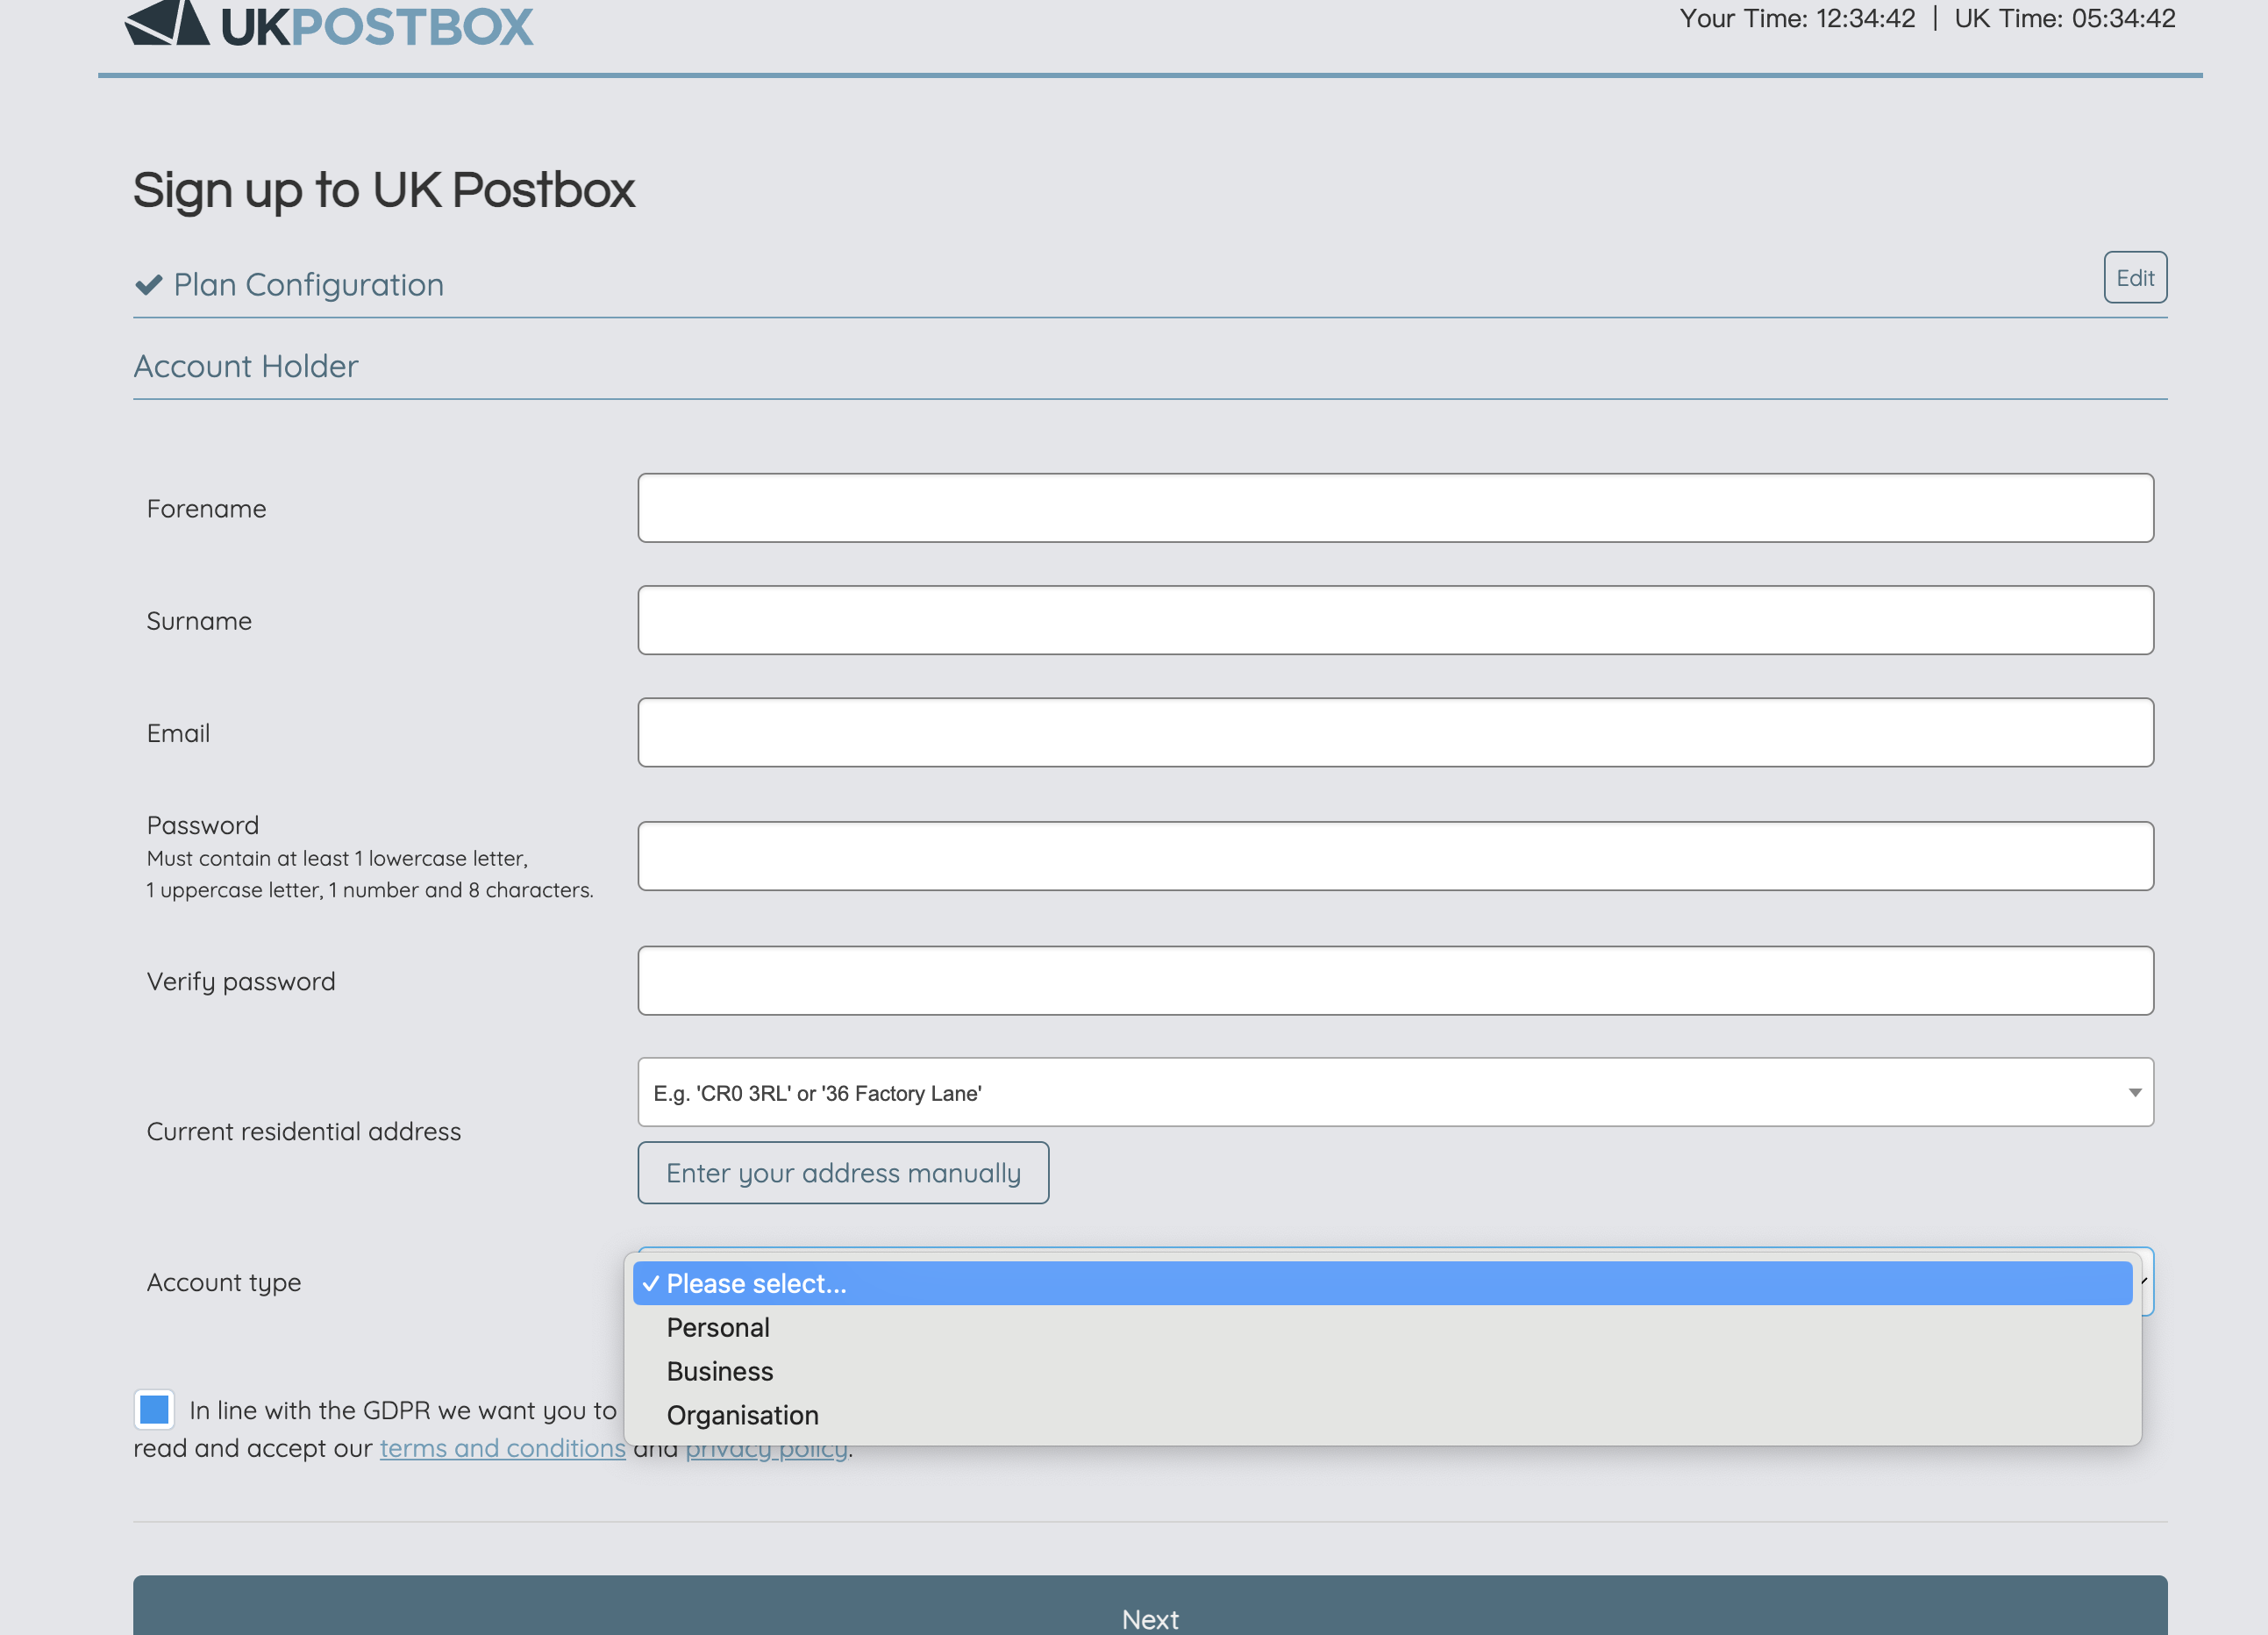 UKPOSTBOX
Your Time: 12:34:42 | UK Time: 05:34:42
Sign up to UK Postbox
Plan Configuration
Edit
Account Holder
Forename
Surname
Email
Password
Must contain at least 1 lowercase letter,
1 uppercase letter, 1 number and 8 characters.
Verify password
E.g. 'CR0 3RL' or '36 Factory Lane'
Current residential address
Enter your address manually
Account type
✓ Please select...
Personal
Business
Organisation
In line with the GDPR we want you to
read and accept our terms and conditions and privacy policy.
Next